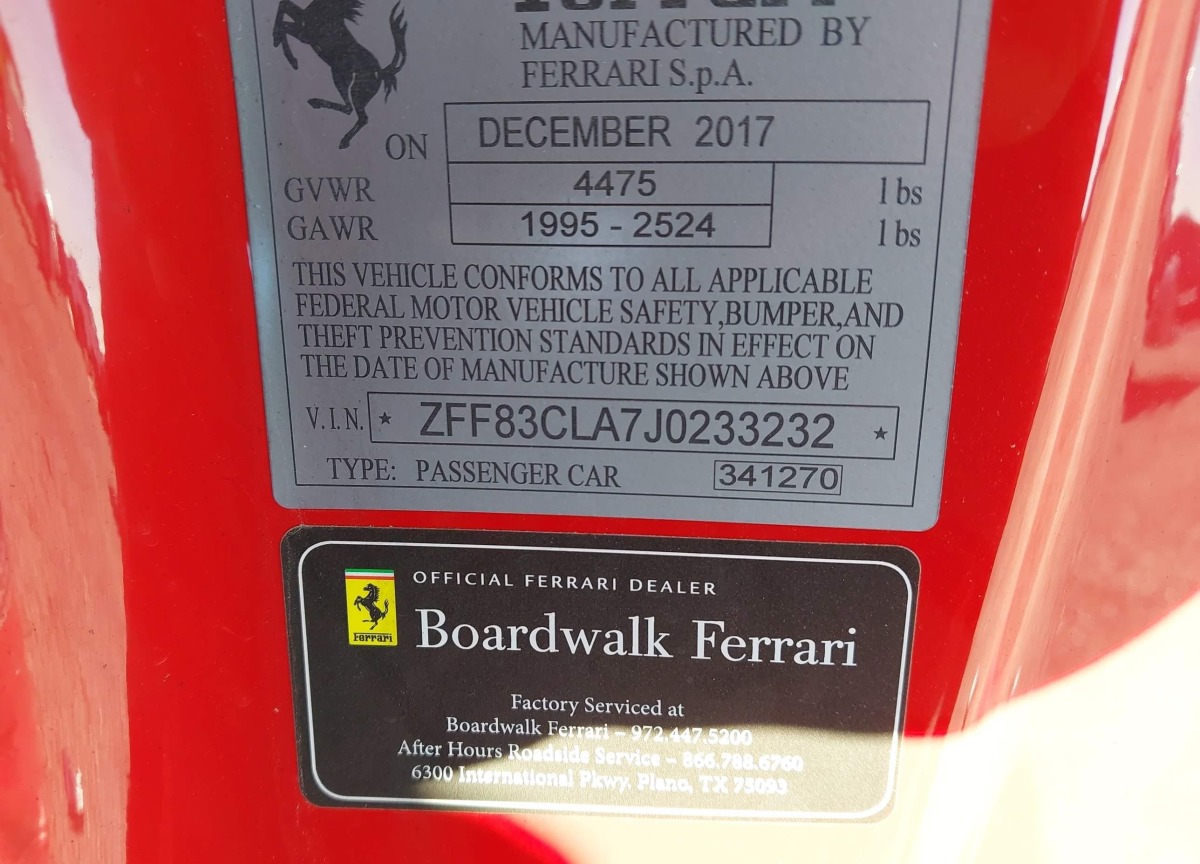 Ferrari
MANUFACTURED BY
FERRARI S.p.A.
ON DECEMBER 2017
GVWR 4475 lbs
GAWR 1995 - 2524 lbs
THIS VEHICLE CONFORMS TO ALL APPLICABLE
FEDERAL MOTOR VEHICLE SAFETY,BUMPER,AND
THEFT PREVENTION STANDARDS IN EFFECT ON
THE DATE OF MANUFACTURE SHOWN ABOVE
V.I.N. * ZFF83CLA7J0233232 *
TYPE: PASSENGER CAR 341270
OFFICIAL FERRARI DEALER
Ferrari
Boardwalk Ferrari
Factory Serviced at
Boardwalk Ferrari – 972.447.5200
After Hours Roadside Service – 866.788.6760
6300 International Pkwy, Plano, TX 75093